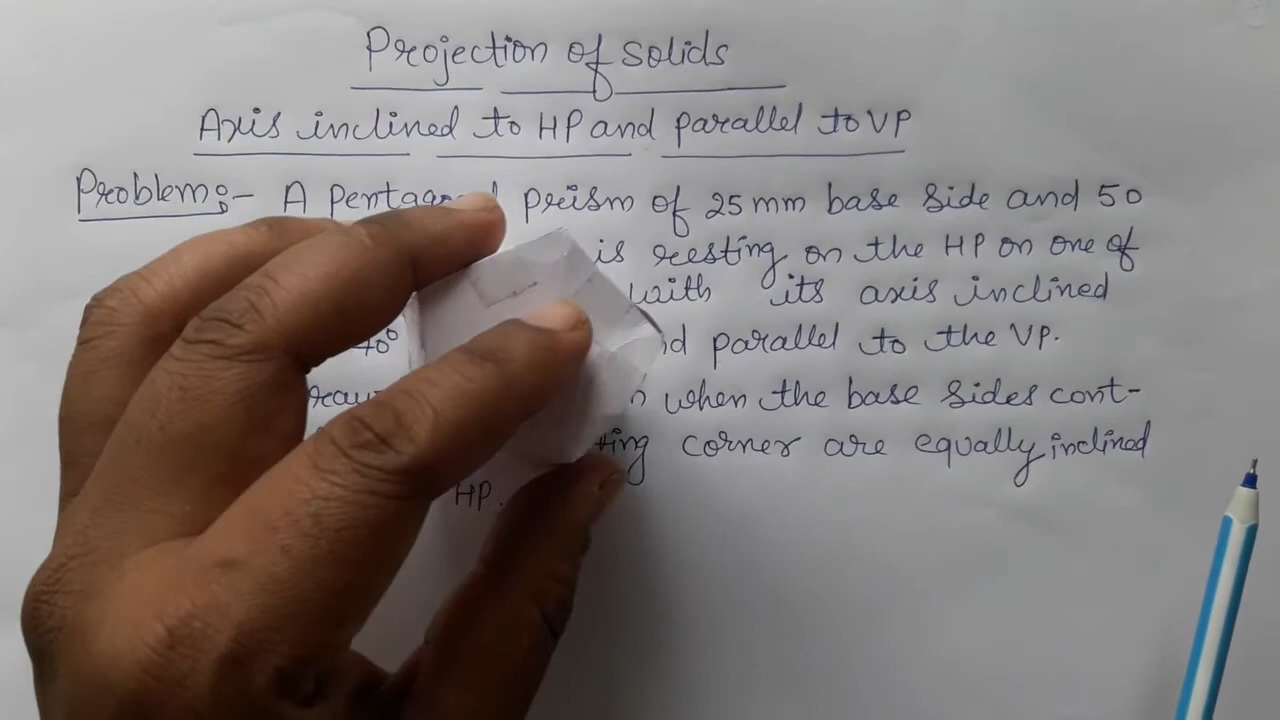 Projection of solids
Axis inclined to HP and parallel to VP
Problem:- A pentagonal prism of 25 mm base side and 50
is resting on the HP on one of
with its axis inclined
40° parallel to the VP.
when the base sides cont-
corner are equally inclined
HP.